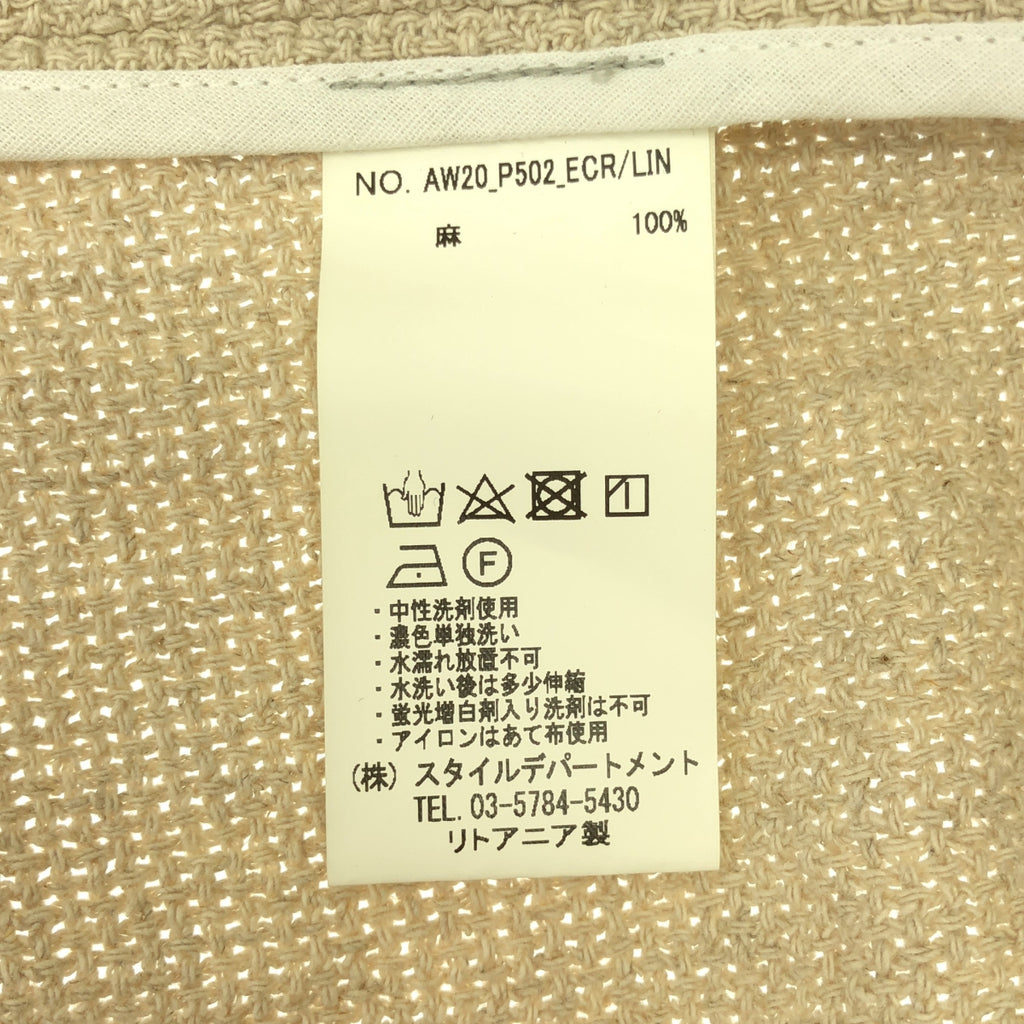 NO. AW20_P502_ECR/LIN
麻 100%
F
・中性洗剤使用
・濃色単独洗い
・水濡れ放置不可
・水洗い後は多少伸縮
・蛍光増白剤入り洗剤は不可
・アイロンはあて布使用
(株) スタイルデパートメント
TEL. 03-5784-5430
リトアニア製